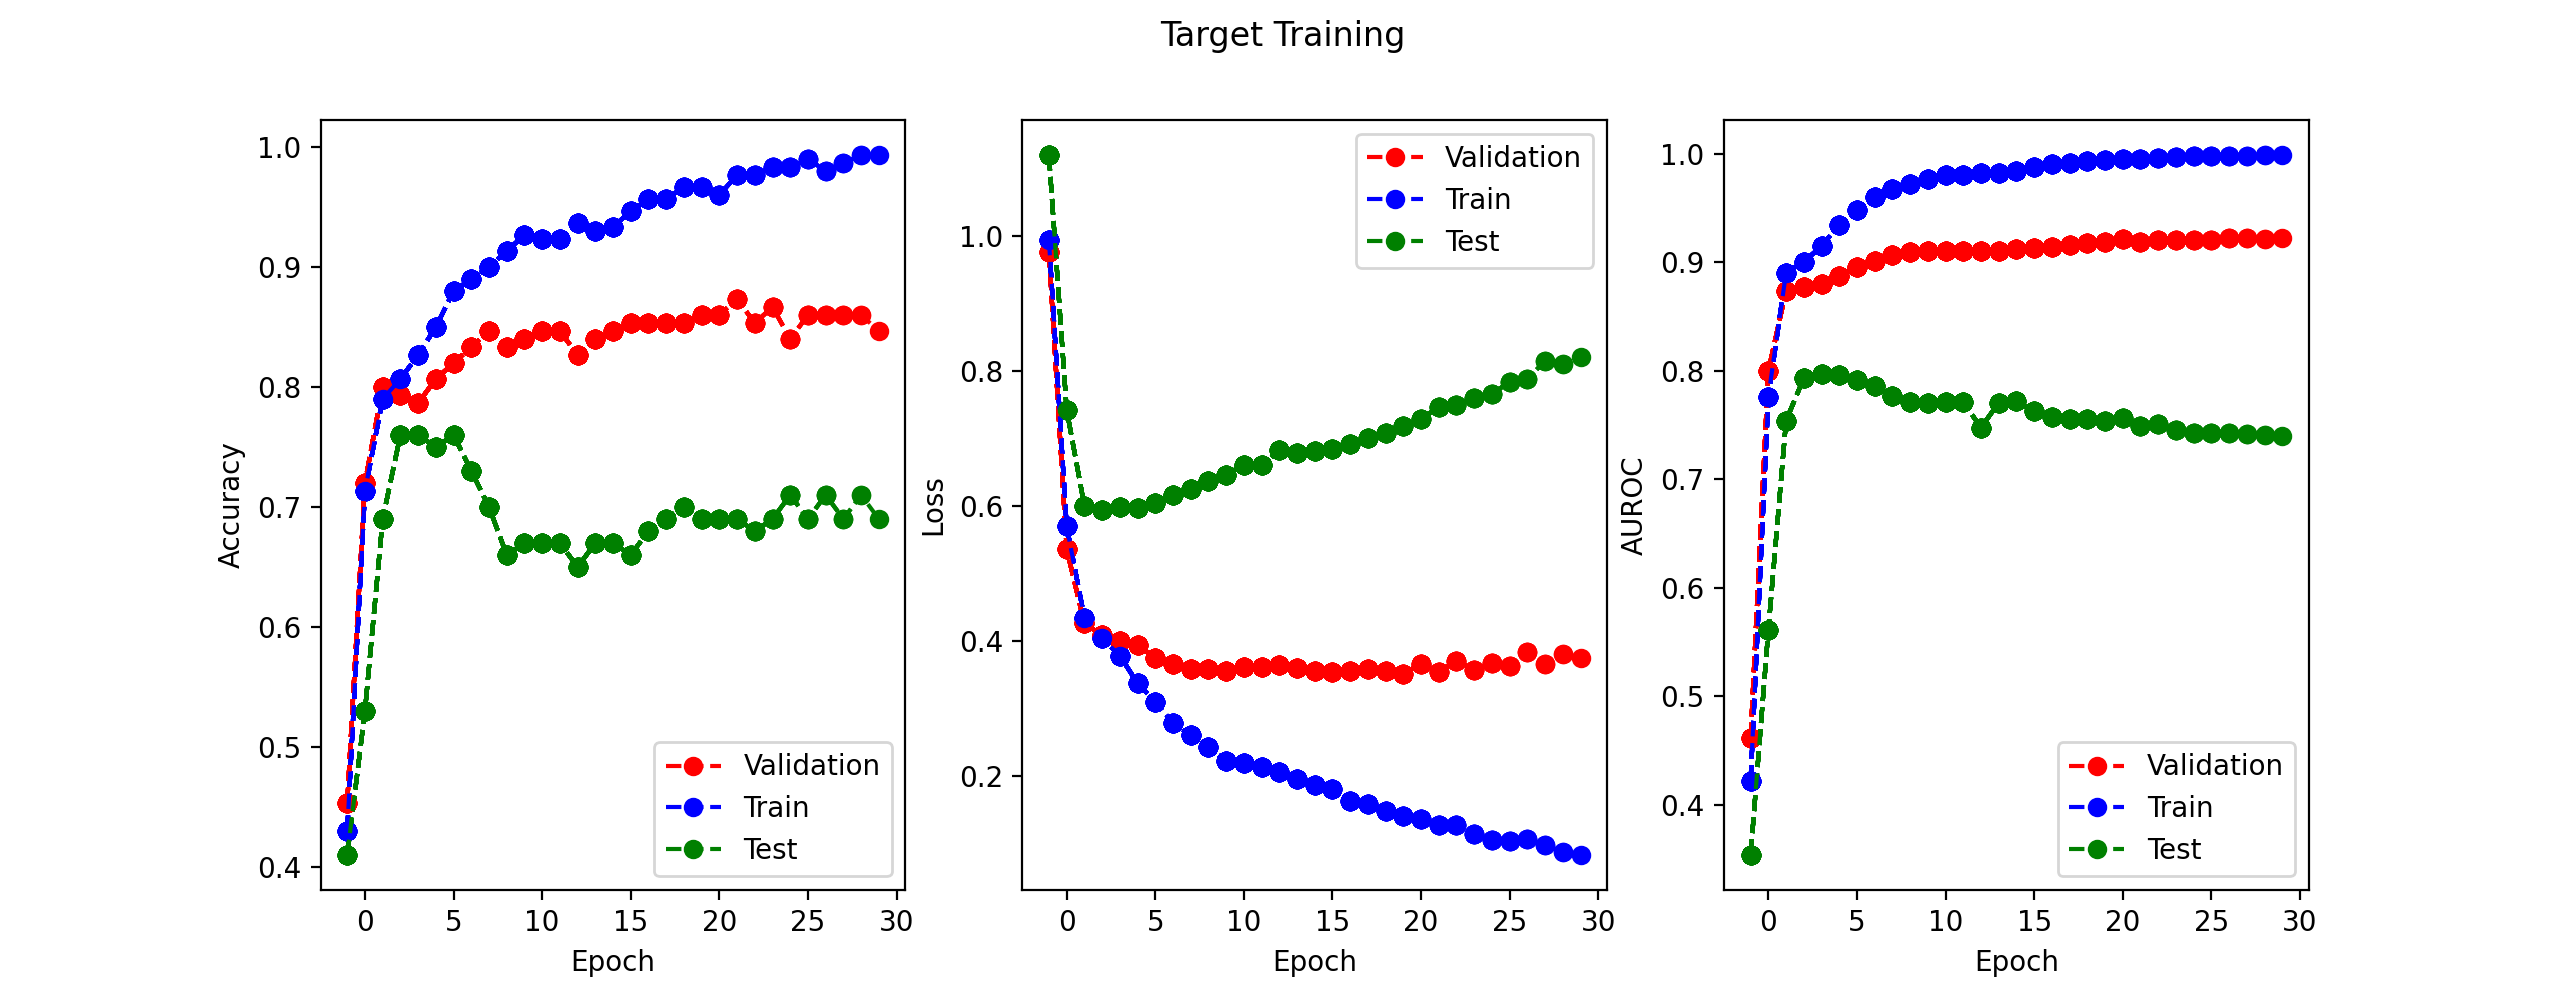 Target Training
Accuracy
1.0
0.9
0.8
0.7
0.6
0.5
0.4
0 5 10 15 20 25 30
Epoch
Validation
Train
Test
Loss
1.0
0.8
0.6
0.4
0.2
0 5 10 15 20 25 30
Epoch
Validation
Train
Test
AUROC
1.0
0.9
0.8
0.7
0.6
0.5
0.4
0 5 10 15 20 25 30
Epoch
Validation
Train
Test